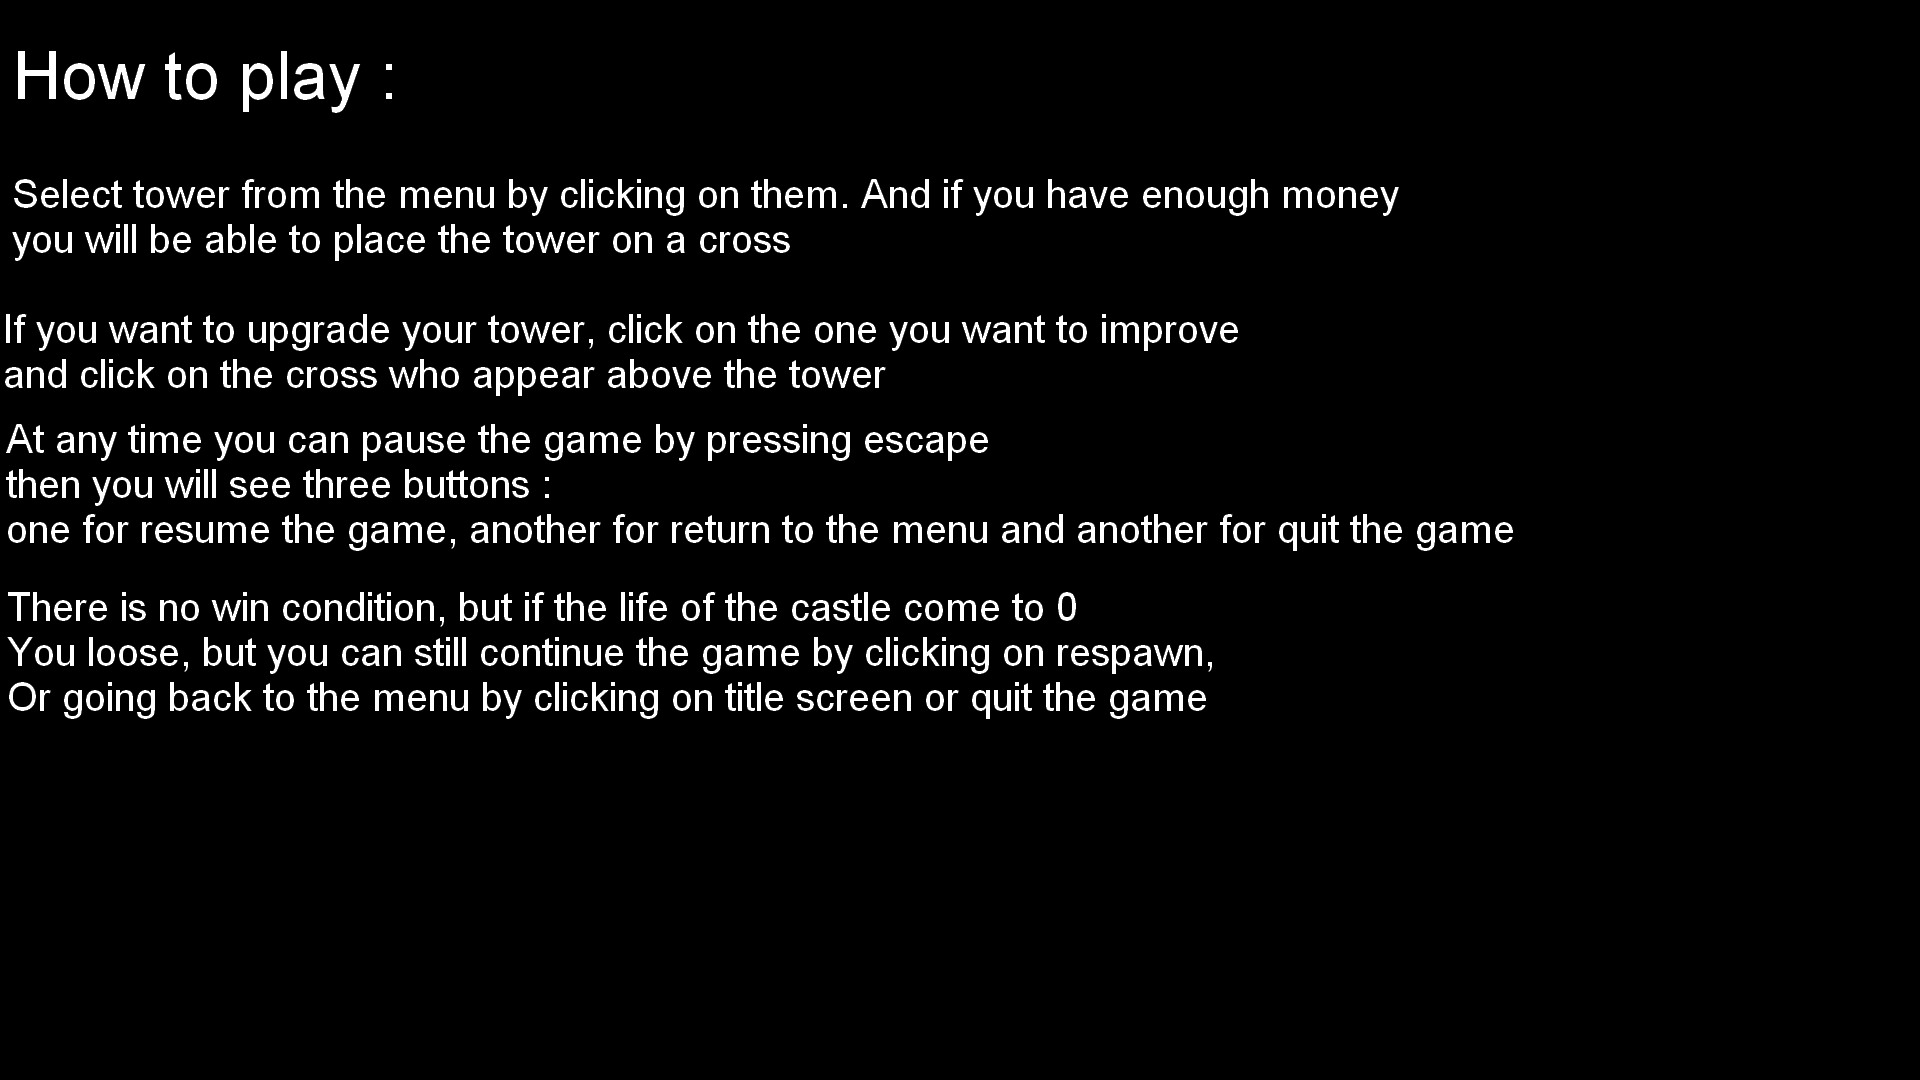 How to play :
Select tower from the menu by clicking on them. And if you have enough money
you will be able to place the tower on a cross
If you want to upgrade your tower, click on the one you want to improve
and click on the cross who appear above the tower
At any time you can pause the game by pressing escape
then you will see three buttons :
one for resume the game, another for return to the menu and another for quit the game
There is no win condition, but if the life of the castle come to 0
You loose, but you can still continue the game by clicking on respawn,
Or going back to the menu by clicking on title screen or quit the game